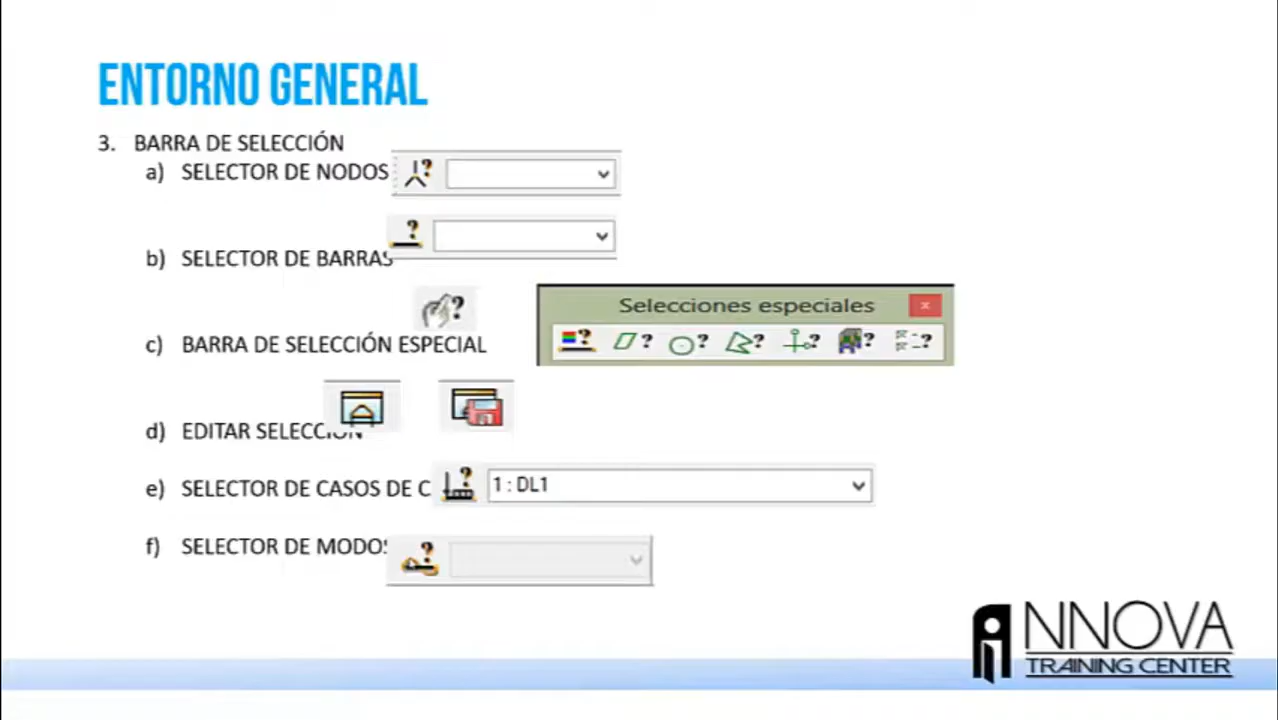 ENTORNO GENERAL
3. BARRA DE SELECCIÓN
a) SELECTOR DE NODOS
b) SELECTOR DE BARRAS
Selecciones especiales
c) BARRA DE SELECCIÓN ESPECIAL
d) EDITAR SELECCIÓN
e) SELECTOR DE CASOS DE C
1 : DL1
f) SELECTOR DE MODOS
INNOVA
TRAINING CENTER